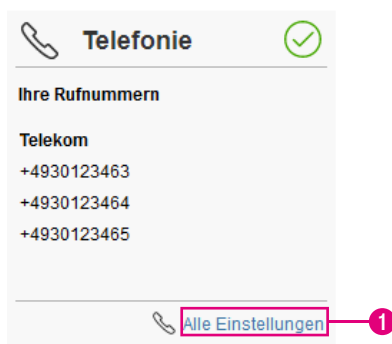 Telefonie
Ihre Rufnummern
Telekom
+4930123463
+4930123464
+4930123465
Alle Einstellungen
1